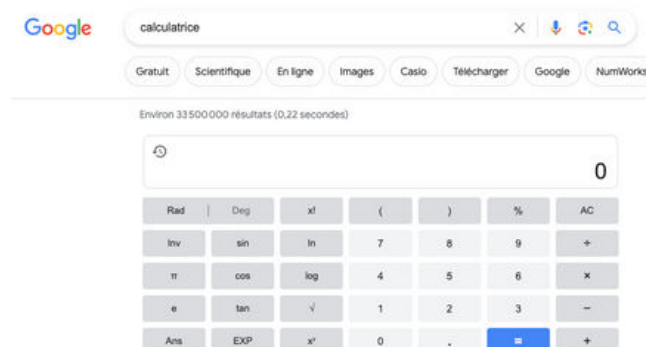 Google calculatrice
Gratuit Scientifique En ligne Images Casio Télécharger Google NumWorks
Environ 33 500 000 résultats (0,22 secondes)
0
Rad | Deg x! ( ) % AC
Inv sin ln 7 8 9 ÷
π cos log 4 5 6 ×
e tan √ 1 2 3 −
Ans EXP xʸ 0 , = +